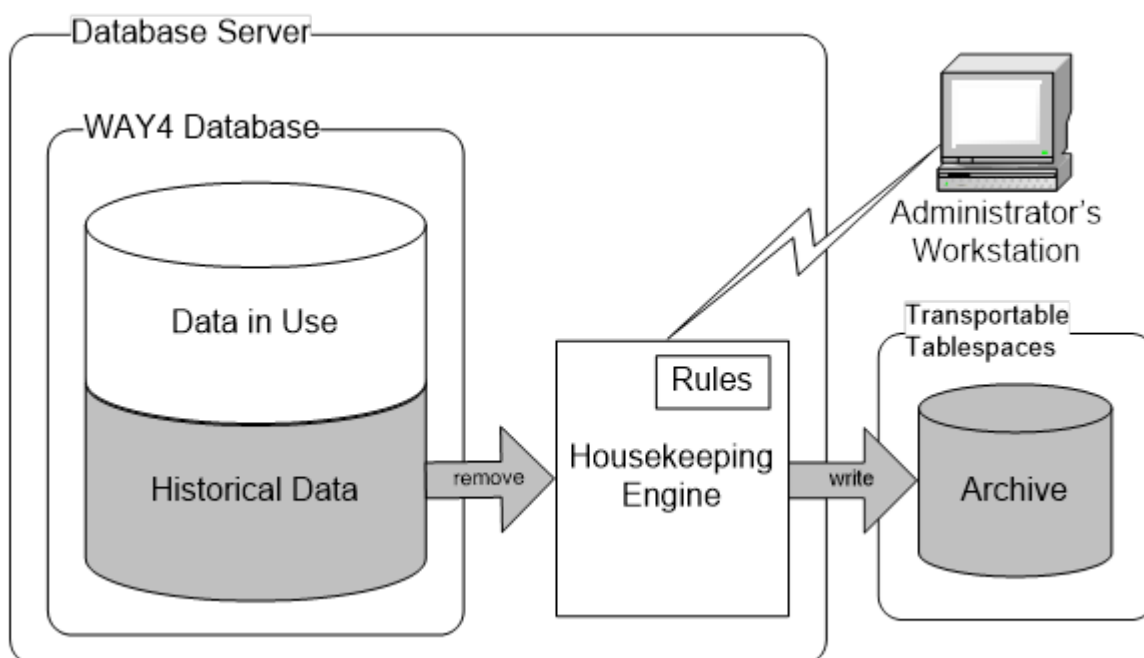 Database Server
WAY4 Database
Data in Use
Historical Data
remove
Rules
Housekeeping
Engine
write
Administrator's
Workstation
Transportable
Tablespaces
Archive